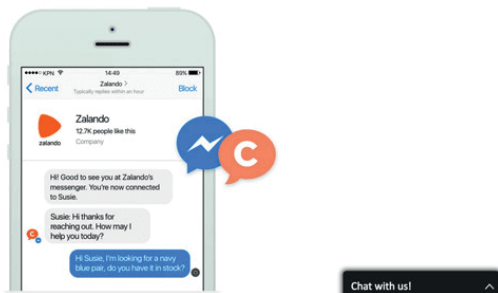 KPN 14:49 89%
Recent Zalando Block
Typically replies within an hour
Zalando
12.7K people like this
Company
zalando
Hi! Good to see you at Zalando's
messenger. You're now connected
to Susie.
Susie: Hi thanks for
reaching out. How may I
help you today?
Hi Susie, I'm looking for a navy
blue pair, do you have it in stock?
C
C
Chat with us!